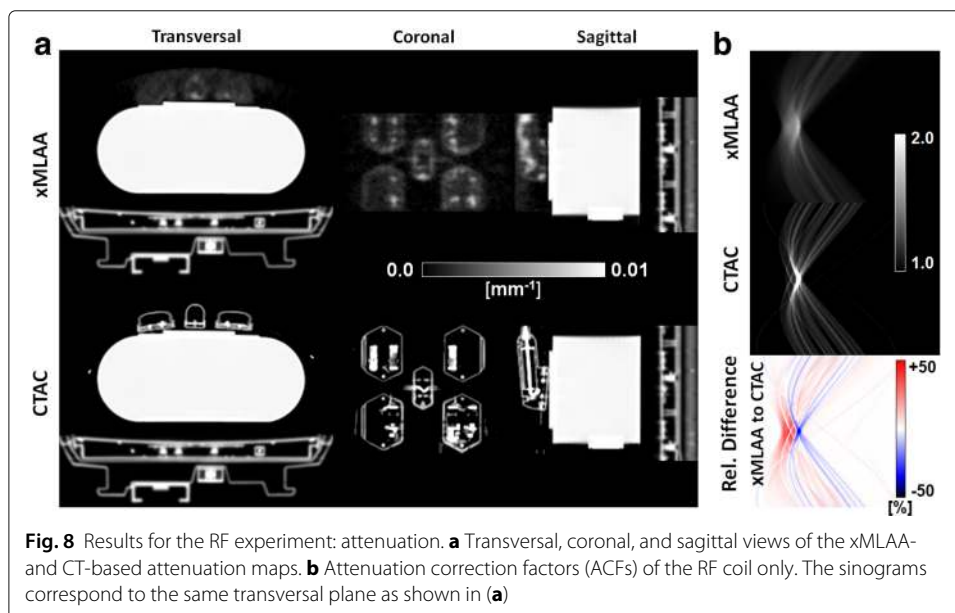 a
Transversal
Coronal
Sagittal
xMLAA
CTAC
0.0
0.01
[mm⁻¹]
b
xMLAA
CTAC
Rel. Difference
xMLAA to CTAC
2.0
1.0
+50
-50
[%]
Fig. 8 Results for the RF experiment: attenuation. a Transversal, coronal, and sagittal views of the xMLAA-
and CT-based attenuation maps. b Attenuation correction factors (ACFs) of the RF coil only. The sinograms
correspond to the same transversal plane as shown in (a)